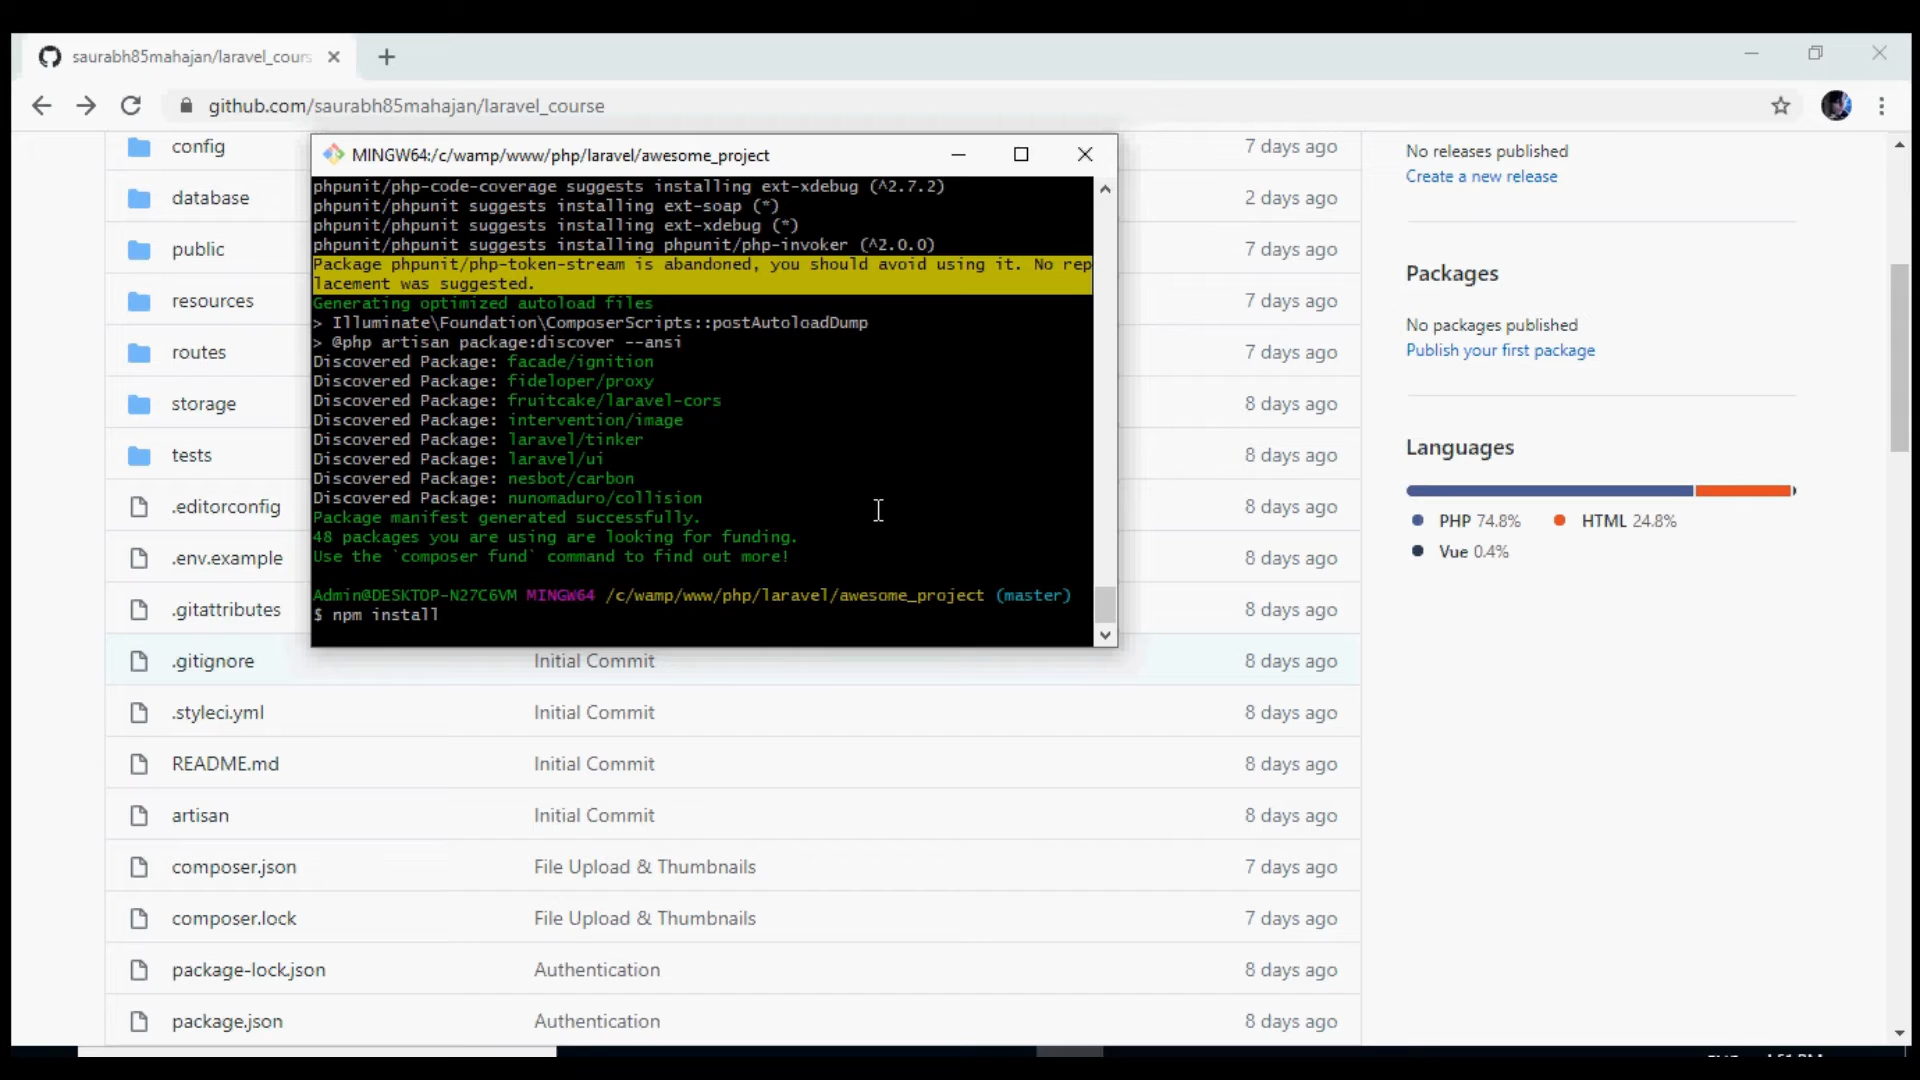 saurabh85mahajan/laravel_cours
github.com/saurabh85mahajan/laravel_course
config
7 days ago
database
2 days ago
public
7 days ago
resources
7 days ago
routes
7 days ago
storage
8 days ago
tests
8 days ago
.editorconfig
8 days ago
.env.example
8 days ago
.gitattributes
8 days ago
.gitignore
Initial Commit
8 days ago
.styleci.yml
Initial Commit
8 days ago
README.md
Initial Commit
8 days ago
artisan
Initial Commit
8 days ago
composer.json
File Upload & Thumbnails
7 days ago
composer.lock
File Upload & Thumbnails
7 days ago
package-lock.json
Authentication
8 days ago
package.json
Authentication
8 days ago
MINGW64:/c/wamp/www/php/laravel/awesome_project
phpunit/php-code-coverage suggests installing ext-xdebug (^2.7.2)
phpunit/phpunit suggests installing ext-soap (*)
phpunit/phpunit suggests installing ext-xdebug (*)
phpunit/phpunit suggests installing phpunit/php-invoker (^2.0.0)
Package phpunit/php-token-stream is abandoned, you should avoid using it. No rep
lacement was suggested.
Generating optimized autoload files
> Illuminate\Foundation\ComposerScripts::postAutoloadDump
> @php artisan package:discover --ansi
Discovered Package: facade/ignition
Discovered Package: fideloper/proxy
Discovered Package: fruitcake/laravel-cors
Discovered Package: intervention/image
Discovered Package: laravel/tinker
Discovered Package: laravel/ui
Discovered Package: nesbot/carbon
Discovered Package: nunomaduro/collision
Package manifest generated successfully.
48 packages you are using are looking for funding.
Use the `composer fund` command to find out more!
Admin@DESKTOP-N27C6VM MINGW64 /c/wamp/www/php/laravel/awesome_project (master)
$ npm install
No releases published
Create a new release
Packages
No packages published
Publish your first package
Languages
PHP 74.8%
HTML 24.8%
Vue 0.4%